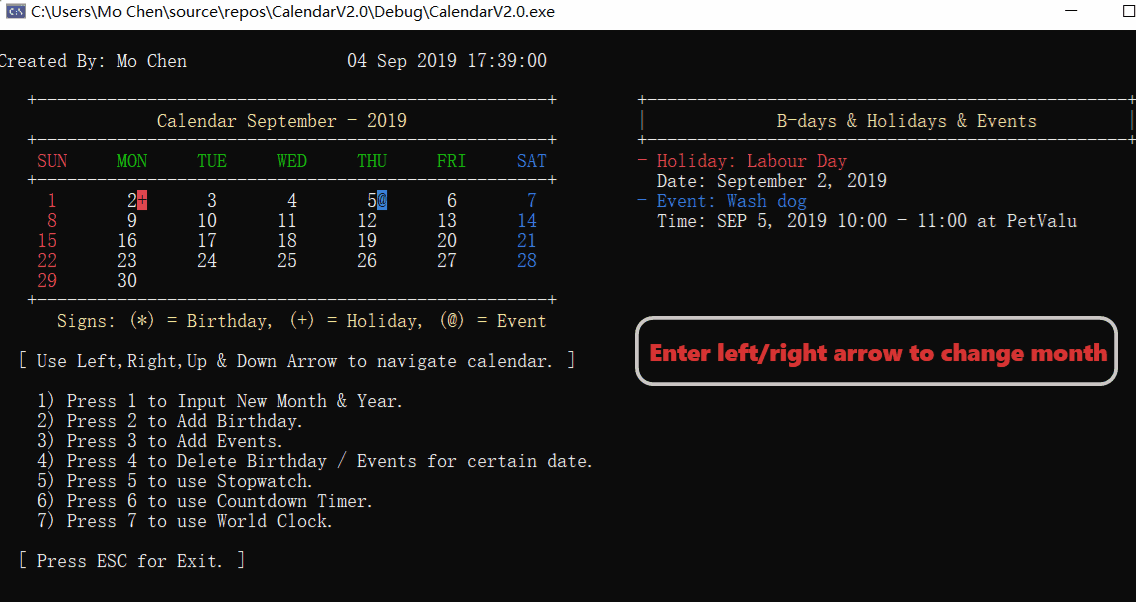 C:\Users\Mo Chen\source\repos\CalendarV2.0\Debug\CalendarV2.0.exe
Created By: Mo Chen 04 Sep 2019 17:39:00
Calendar September - 2019
SUN MON TUE WED THU FRI SAT
1 2+ 3 4 5@ 6 7
8 9 10 11 12 13 14
15 16 17 18 19 20 21
22 23 24 25 26 27 28
29 30
Signs: (*) = Birthday, (+) = Holiday, (@) = Event
[ Use Left,Right,Up & Down Arrow to navigate calendar. ]
1) Press 1 to Input New Month & Year.
2) Press 2 to Add Birthday.
3) Press 3 to Add Events.
4) Press 4 to Delete Birthday / Events for certain date.
5) Press 5 to use Stopwatch.
6) Press 6 to use Countdown Timer.
7) Press 7 to use World Clock.
[ Press ESC for Exit. ]
B-days & Holidays & Events
- Holiday: Labour Day
Date: September 2, 2019
- Event: Wash dog
Time: SEP 5, 2019 10:00 - 11:00 at PetValu
Enter left/right arrow to change month